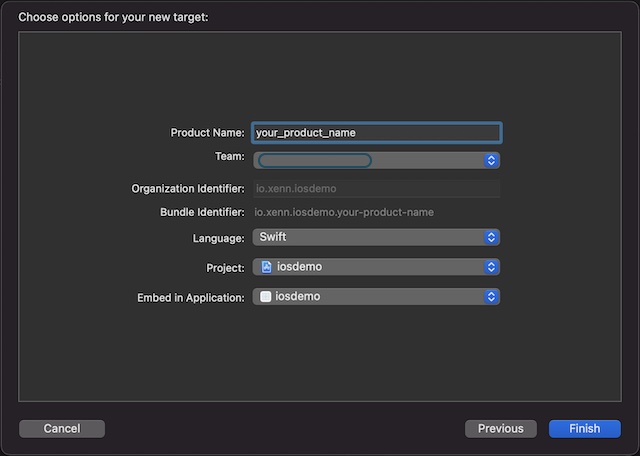 Choose options for your new target:
Product Name: your_product_name
Team:
Organization Identifier: io.xenn.iosdemo
Bundle Identifier: io.xenn.iosdemo.your-product-name
Language: Swift
Project: iosdemo
Embed in Application: iosdemo
Cancel Previous Finish